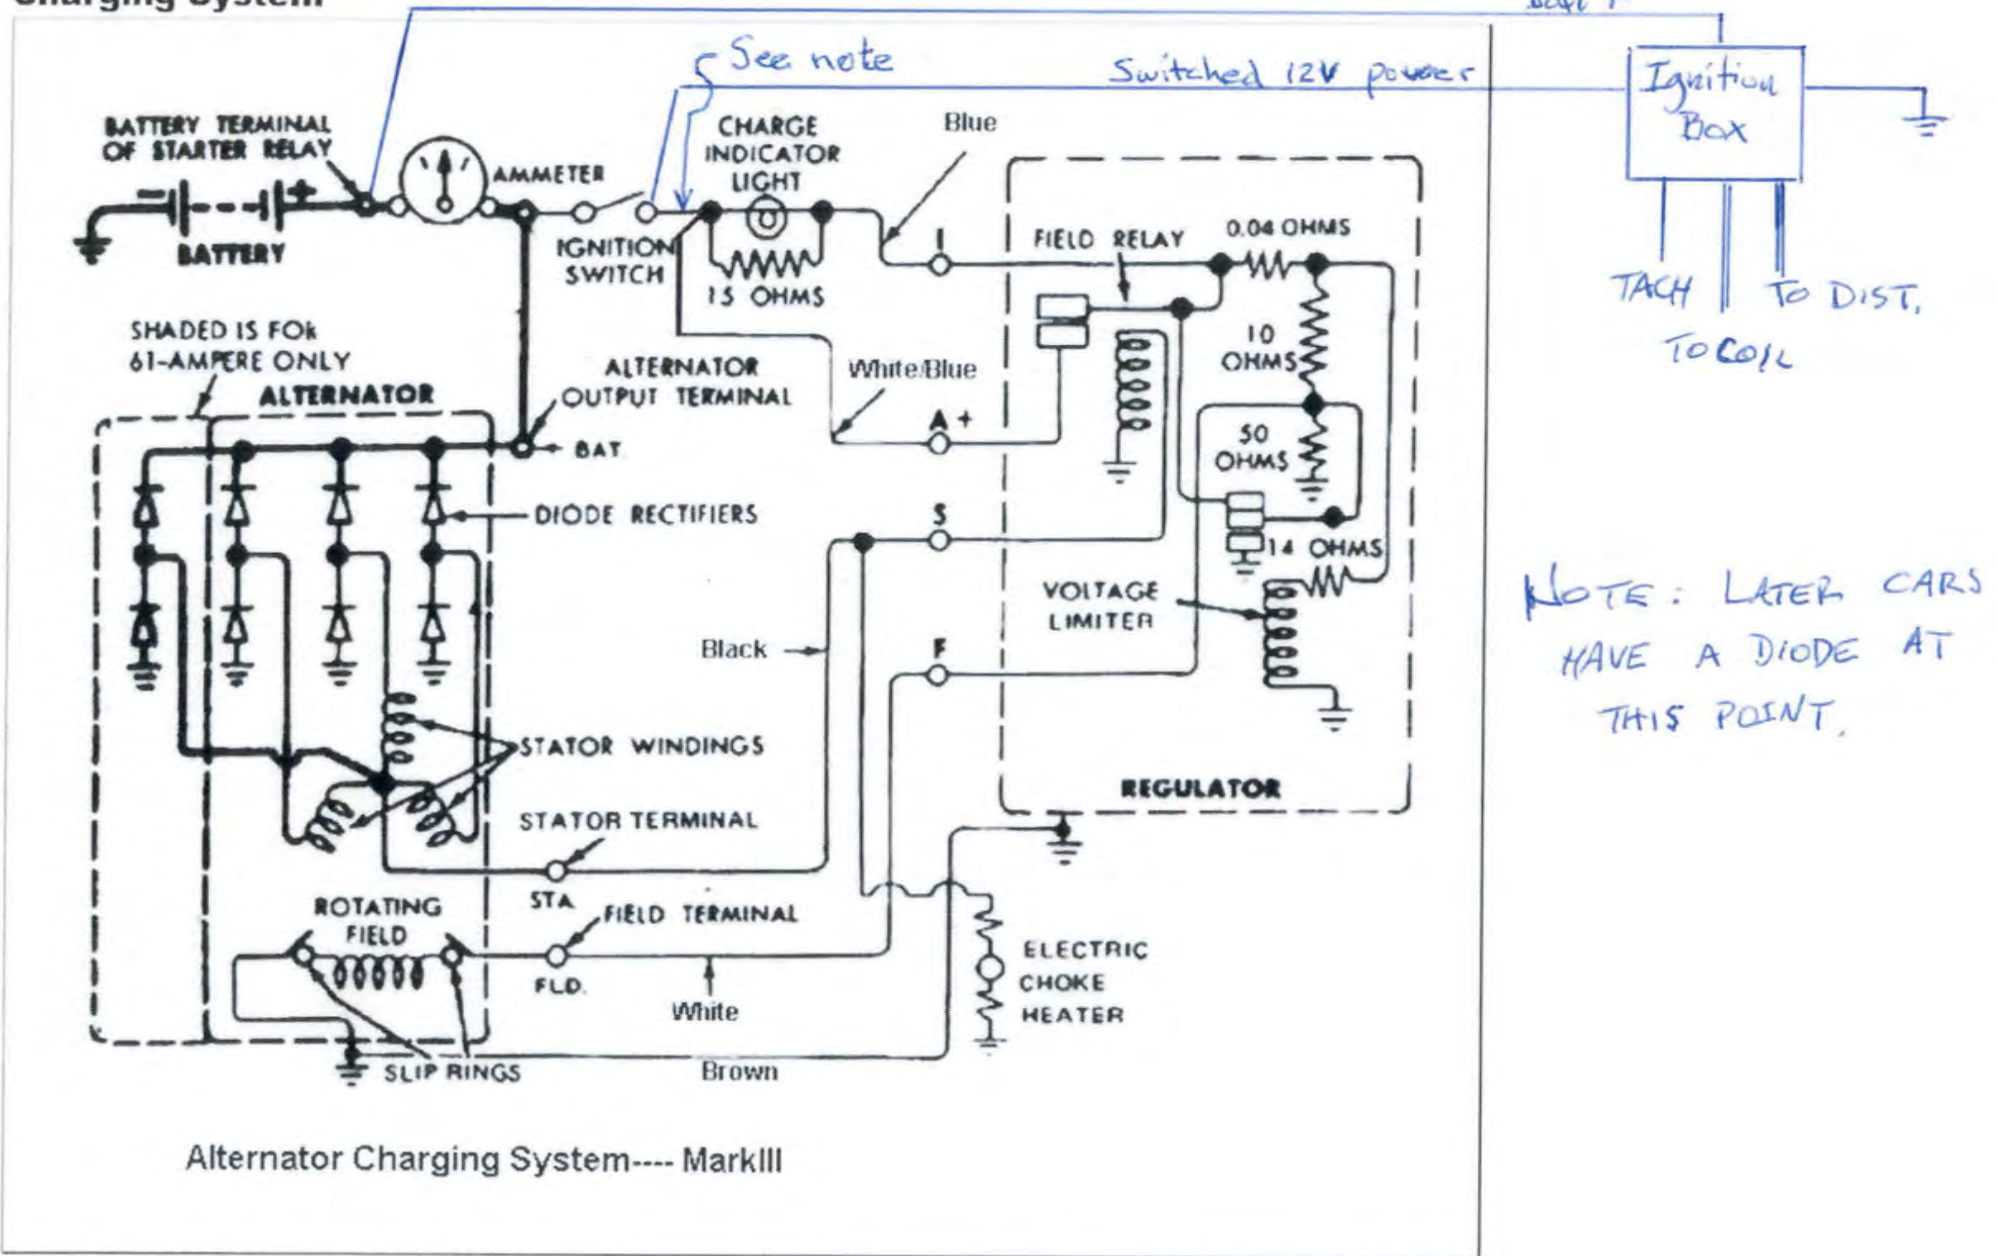 Charging System
Batt +
See note
Switched 12V power
Ignition
Box
BATTERY TERMINAL
OF STARTER RELAY
CHARGE
INDICATOR
LIGHT
Blue
AMMETER
BATTERY
IGNITION
SWITCH
15 OHMS
I
FIELD RELAY
0.04 OHMS
TACH
TO DIST.
TO COIL
SHADED IS FOR
61-AMPERE ONLY
ALTERNATOR
ALTERNATOR
OUTPUT TERMINAL
White/Blue
10
OHMS
A +
BAT.
50
OHMS
DIODE RECTIFIERS
S
14 OHMS
VOLTAGE
LIMITER
NOTE: LATER CARS
HAVE A DIODE AT
THIS POINT.
Black
F
STATOR WINDINGS
REGULATOR
STATOR TERMINAL
STA.
ROTATING
FIELD
FIELD TERMINAL
FLD.
ELECTRIC
CHOKE
HEATER
White
SLIP RINGS
Brown
Alternator Charging System---- MarkIII